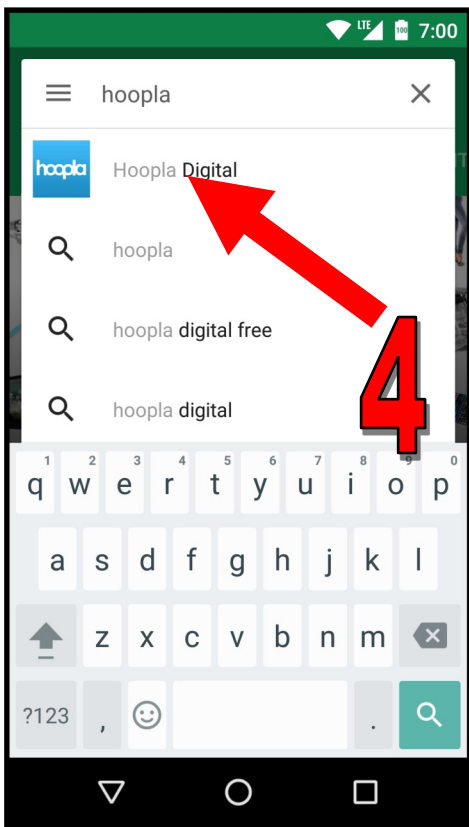 LTE 100 7:00
hoopla
hoopla Hoopla Digital
hoopla
hoopla digital free
hoopla digital
4
1 2 3 4 5 6 7 8 9 0
q w e r t y u i o p
a s d f g h j k l
z x c v b n m
?123 , .